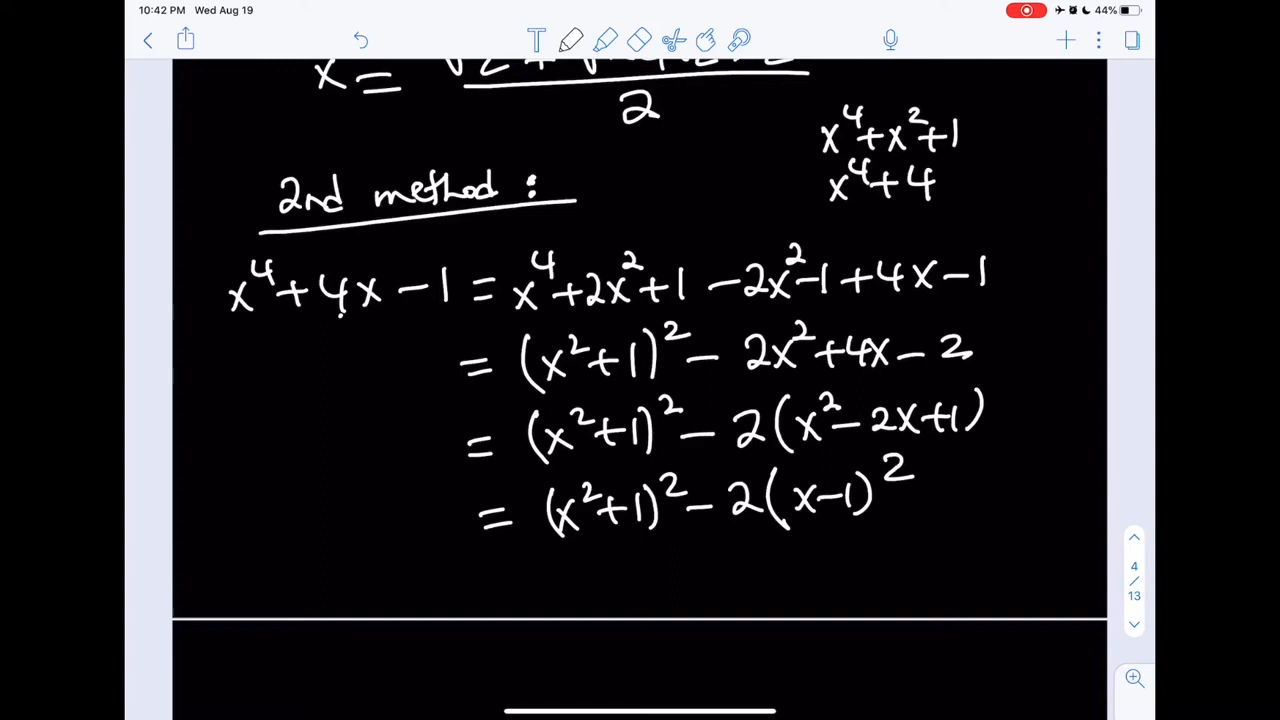 10:42 PM Wed Aug 19
44%
T
x =
2
x⁴+x²+1
x⁴+4
2nd method :
x⁴+4x-1 = x⁴+2x²+1 -2x²-1+4x-1
= (x²+1)² - 2x²+4x-2
= (x²+1)² - 2(x²-2x+1)
= (x²+1)² - 2(x-1)²
4
/
13